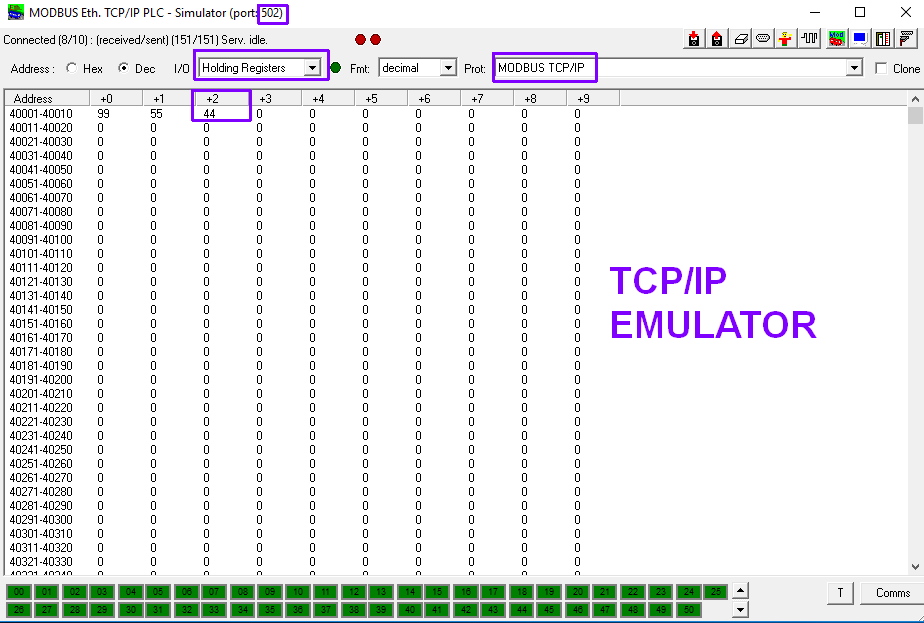 MODBUS Eth. TCP/IP PLC - Simulator (port: 502)
Connected (8/10) : (received/sent) (151/151) Serv. idle.
Address : Hex Dec I/O Holding Registers Fmt: decimal Prot: MODBUS TCP/IP Clone
Address +0 +1 +2 +3 +4 +5 +6 +7 +8 +9
40001-40010 99 55 44 0 0 0 0 0 0 0
40011-40020 0 0 0 0 0 0 0 0 0 0
40021-40030 0 0 0 0 0 0 0 0 0 0
40031-40040 0 0 0 0 0 0 0 0 0 0
40041-40050 0 0 0 0 0 0 0 0 0 0
40051-40060 0 0 0 0 0 0 0 0 0 0
40061-40070 0 0 0 0 0 0 0 0 0 0
40071-40080 0 0 0 0 0 0 0 0 0 0
40081-40090 0 0 0 0 0 0 0 0 0 0
40091-40100 0 0 0 0 0 0 0 0 0 0
40101-40110 0 0 0 0 0 0 0 0 0 0
40111-40120 0 0 0 0 0 0 0 0 0 0
40121-40130 0 0 0 0 0 0 0 0 0 0
40131-40140 0 0 0 0 0 0 0 0 0 0
40141-40150 0 0 0 0 0 0 0 0 0 0
40151-40160 0 0 0 0 0 0 0 0 0 0
40161-40170 0 0 0 0 0 0 0 0 0 0
40171-40180 0 0 0 0 0 0 0 0 0 0
40181-40190 0 0 0 0 0 0 0 0 0 0
40191-40200 0 0 0 0 0 0 0 0 0 0
40201-40210 0 0 0 0 0 0 0 0 0 0
40211-40220 0 0 0 0 0 0 0 0 0 0
40221-40230 0 0 0 0 0 0 0 0 0 0
40231-40240 0 0 0 0 0 0 0 0 0 0
40241-40250 0 0 0 0 0 0 0 0 0 0
40251-40260 0 0 0 0 0 0 0 0 0 0
40261-40270 0 0 0 0 0 0 0 0 0 0
40271-40280 0 0 0 0 0 0 0 0 0 0
40281-40290 0 0 0 0 0 0 0 0 0 0
40291-40300 0 0 0 0 0 0 0 0 0 0
40301-40310 0 0 0 0 0 0 0 0 0 0
40311-40320 0 0 0 0 0 0 0 0 0 0
40321-40330 0 0 0 0 0 0 0 0 0 0
TCP/IP
EMULATOR
00 01 02 03 04 05 06 07 08 09 10 11 12 13 14 15 16 17 18 19 20 21 22 23 24 25
26 27 28 29 30 31 32 33 34 35 36 37 38 39 40 41 42 43 44 45 46 47 48 49 50
T Comms